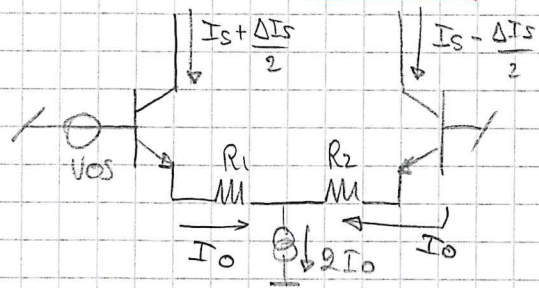 IS + ΔIS/2
IS - ΔIS/2
VOS
R1
R2
IO
2IO
IO